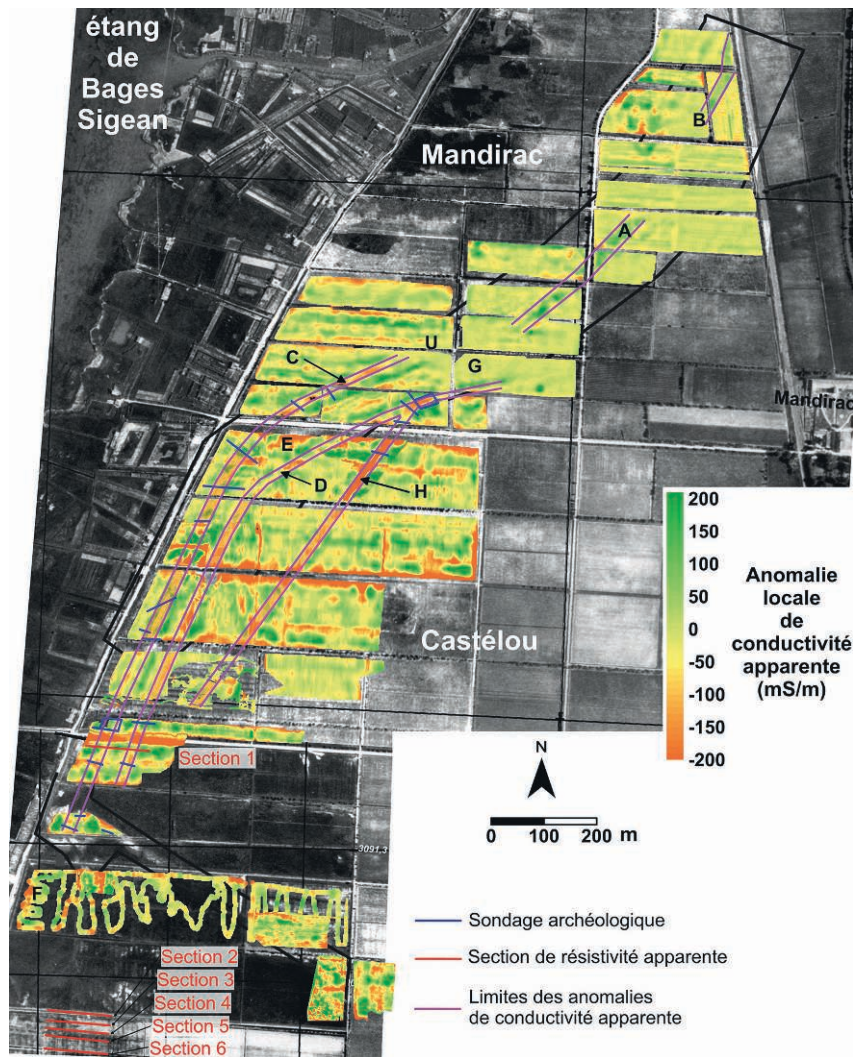 étang
de
Bages
Sigean
Mandirac
B
A
U
C
G
Mandirac
E
D
H
200
100
50
0
-50
-100
-200
Anomalie
locale
de
conductivité
apparente
(mS/m)
Castélou
Section 1
N
0 100 200 m
3091,3
F
Sondage archéologique
Section de résistivité apparente
Limites des anomalies
de conductivité apparente
Section 2
Section 3
Section 4
Section 5
Section 6